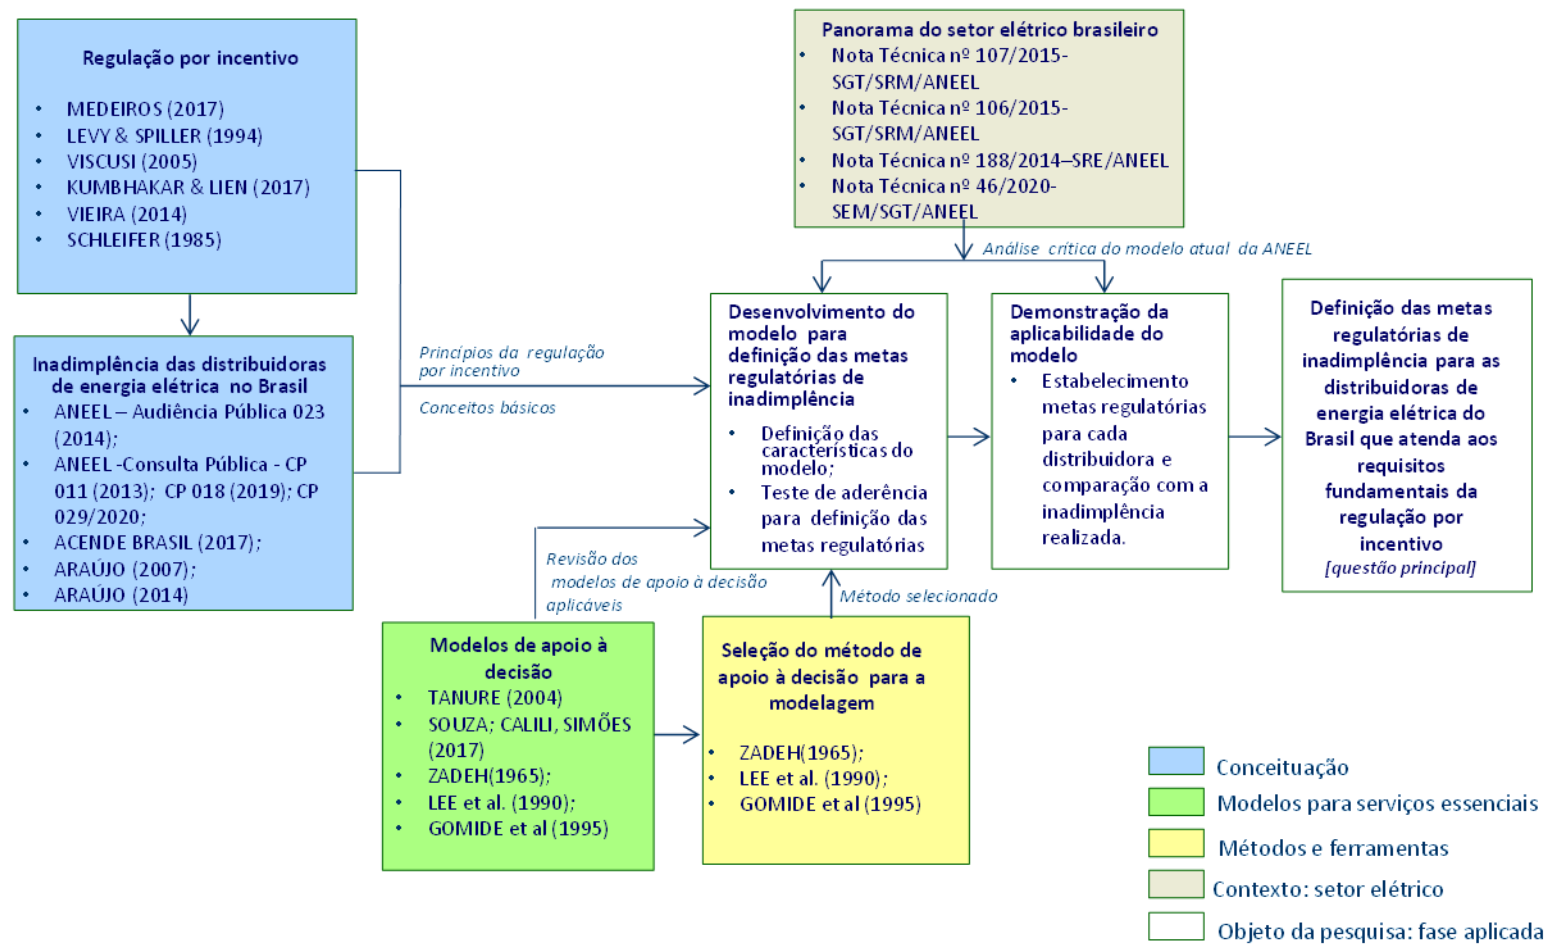 Regulação por incentivo
• MEDEIROS (2017)
• LEVY & SPILLER (1994)
• VISCUSI (2005)
• KUMBHAKAR & LIEN (2017)
• VIEIRA (2014)
• SCHLEIFER (1985)
Inadimplência das distribuidoras
de energia elétrica no Brasil
• ANEEL – Audiência Pública 023
(2014);
• ANEEL -Consulta Pública - CP
011 (2013); CP 018 (2019); CP
029/2020;
• ACENDE BRASIL (2017);
• ARAÚJO (2007);
• ARAÚJO (2014)
Princípios da regulação
por incentivo
Conceitos básicos
Panorama do setor elétrico brasileiro
• Nota Técnica nº 107/2015-
SGT/SRM/ANEEL
• Nota Técnica nº 106/2015-
SGT/SRM/ANEEL
• Nota Técnica nº 188/2014–SRE/ANEEL
• Nota Técnica nº 46/2020-
SEM/SGT/ANEEL
Análise crítica do modelo atual da ANEEL
Desenvolvimento do
modelo para
definição das metas
regulatórias de
inadimplência
• Definição das
características do
modelo;
• Teste de aderência
para definição das
metas regulatórias
Demonstração da
aplicabilidade do
modelo
• Estabelecimento
metas regulatórias
para cada
distribuidora e
comparação com a
inadimplência
realizada.
Definição das metas
regulatórias de
inadimplência para as
distribuidoras de
energia elétrica do
Brasil que atenda aos
requisitos
fundamentais da
regulação por
incentivo
[questão principal]
Revisão dos
modelos de apoio à decisão
aplicáveis
Método selecionado
Modelos de apoio à
decisão
• TANURE (2004)
• SOUZA; CALILI, SIMÕES
(2017)
• ZADEH(1965);
• LEE et al. (1990);
• GOMIDE et al (1995)
Seleção do método de
apoio à decisão para a
modelagem
• ZADEH(1965);
• LEE et al. (1990);
• GOMIDE et al (1995)
Conceituação
Modelos para serviços essenciais
Métodos e ferramentas
Contexto: setor elétrico
Objeto da pesquisa: fase aplicada